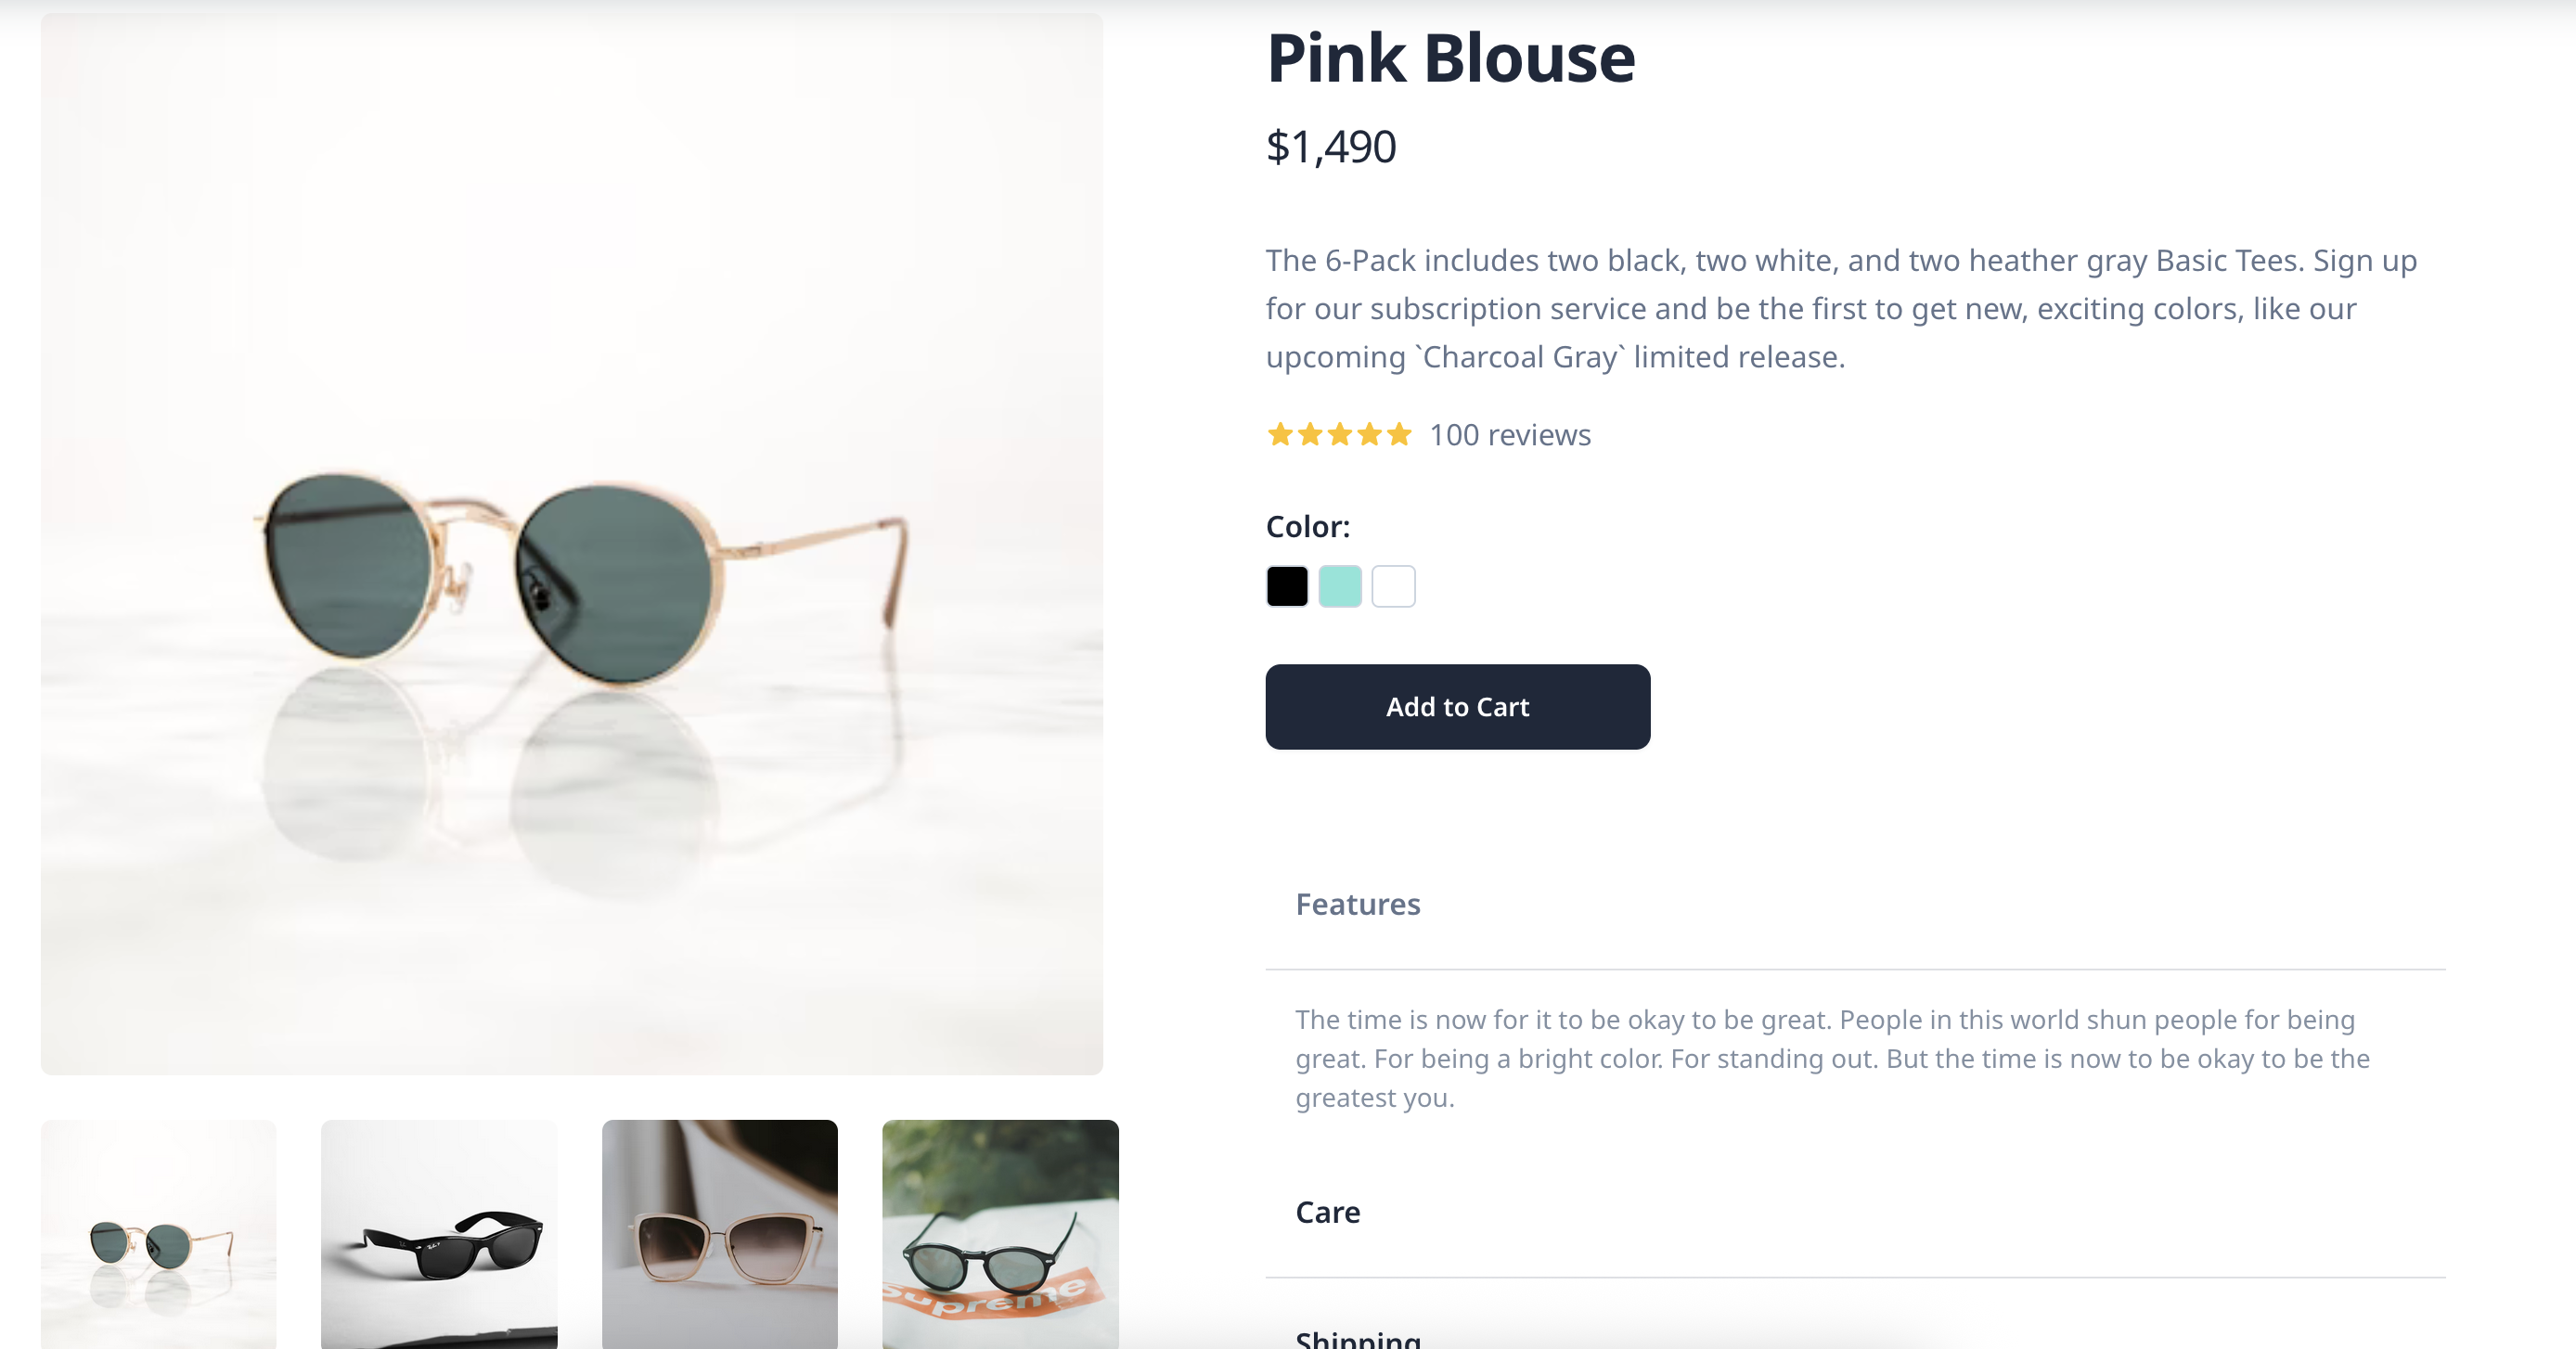 Pink Blouse
$1,490
The 6-Pack includes two black, two white, and two heather gray Basic Tees. Sign up
for our subscription service and be the first to get new, exciting colors, like our
upcoming `Charcoal Gray` limited release.
100 reviews
Color:
Add to Cart
Features
The time is now for it to be okay to be great. People in this world shun people for being
great. For being a bright color. For standing out. But the time is now to be okay to be the
greatest you.
Care
Supreme
Shipping